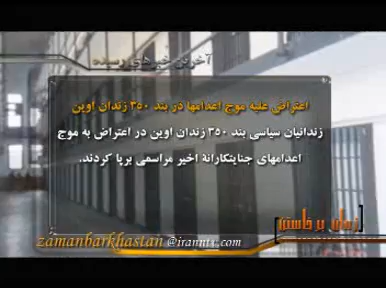 آخرین خبرهای رسیده
اعتراض علیه موج اعدامها در بند ۳۵۰ زندان اوین
زندانیان سیاسی بند ۳۵۰ زندان اوین در اعتراض به موج
اعدامهای جنایتکارانهٔ اخیر مراسمی برپا کردند.
زمان برخاستن
zamanbarkhastan@iranntv.com